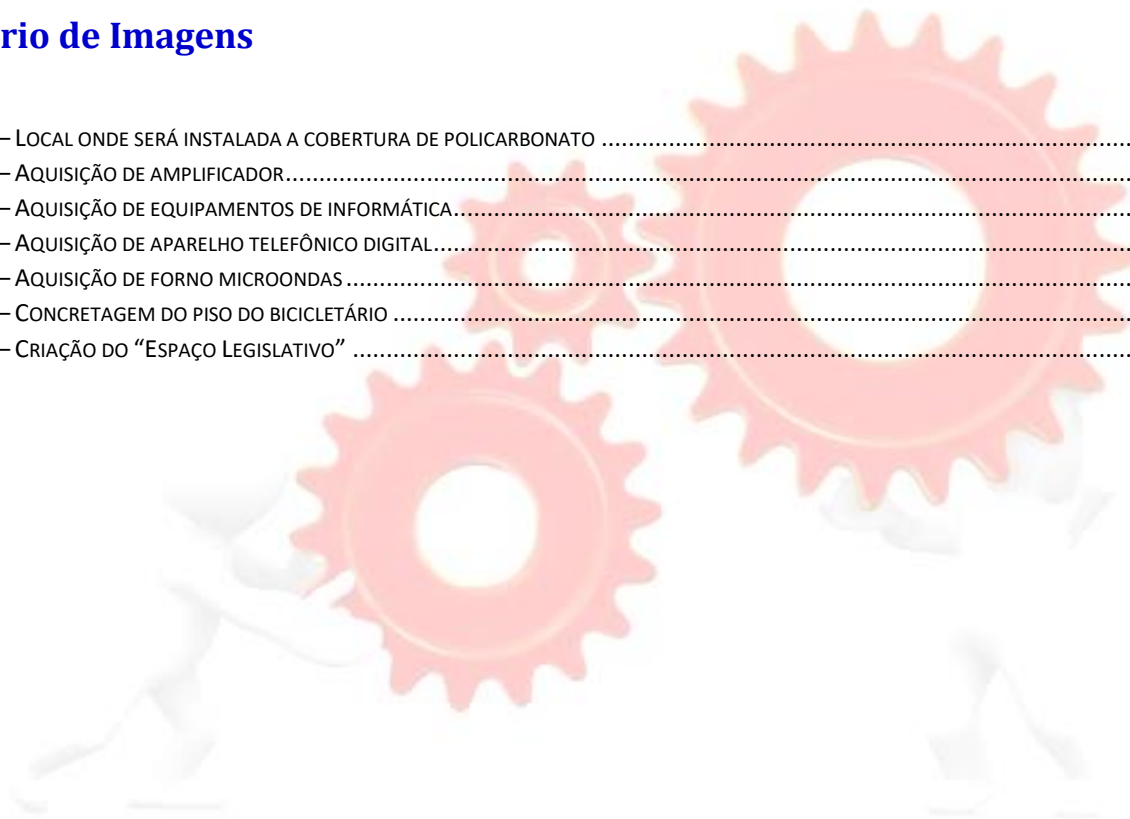 rio de Imagens
– LOCAL ONDE SERÁ INSTALADA A COBERTURA DE POLICARBONATO ................................................................................
– AQUISIÇÃO DE AMPLIFICADOR................................................................................................................................
– AQUISIÇÃO DE EQUIPAMENTOS DE INFORMÁTICA......................................................................................................
– AQUISIÇÃO DE APARELHO TELEFÔNICO DIGITAL.........................................................................................................
– AQUISIÇÃO DE FORNO MICROONDAS ......................................................................................................................
– CONCRETAGEM DO PISO DO BICICLETÁRIO ...............................................................................................................
– CRIAÇÃO DO “ESPAÇO LEGISLATIVO” .....................................................................................................................